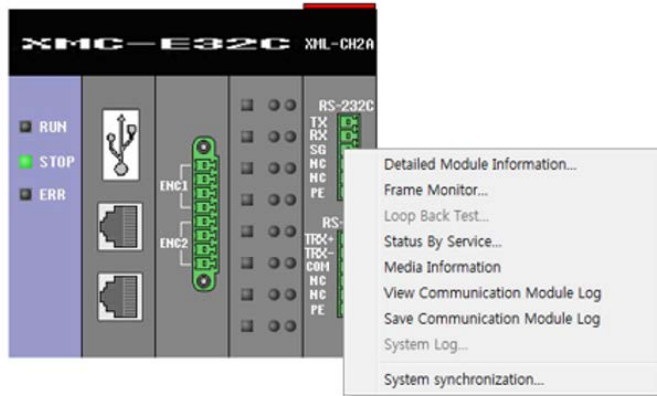 XMC-E32C XML-CH2A
RUN
STOP
ERR
ENC1
ENC2
RS-232C
TX
RX
SG
NC
NC
PE
RS-
TRX+
TRX-
COM
NC
NC
PE
Detailed Module Information...
Frame Monitor...
Loop Back Test...
Status By Service...
Media Information
View Communication Module Log
Save Communication Module Log
System Log...
System synchronization...